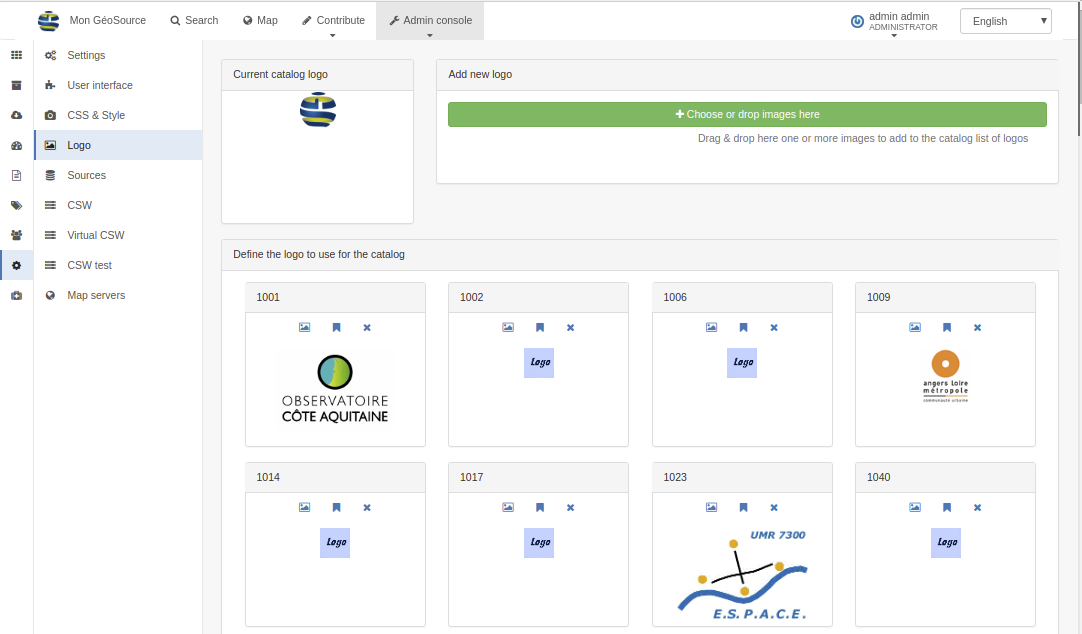 Mon GéoSource
Search
Map
Contribute
Admin console
admin admin
ADMINISTRATOR
English
Settings
User interface
CSS & Style
Logo
Sources
CSW
Virtual CSW
CSW test
Map servers
Current catalog logo
Add new logo
Choose or drop images here
Drag & drop here one or more images to add to the catalog list of logos
Define the logo to use for the catalog
1001
OBSERVATOIRE
CÔTE AQUITAINE
1002
Logo
1006
Logo
1009
angers Loire
métropole
communauté urbaine
1014
Logo
1017
Logo
1023
UMR 7300
E.S.P.A.C.E.
1040
Logo